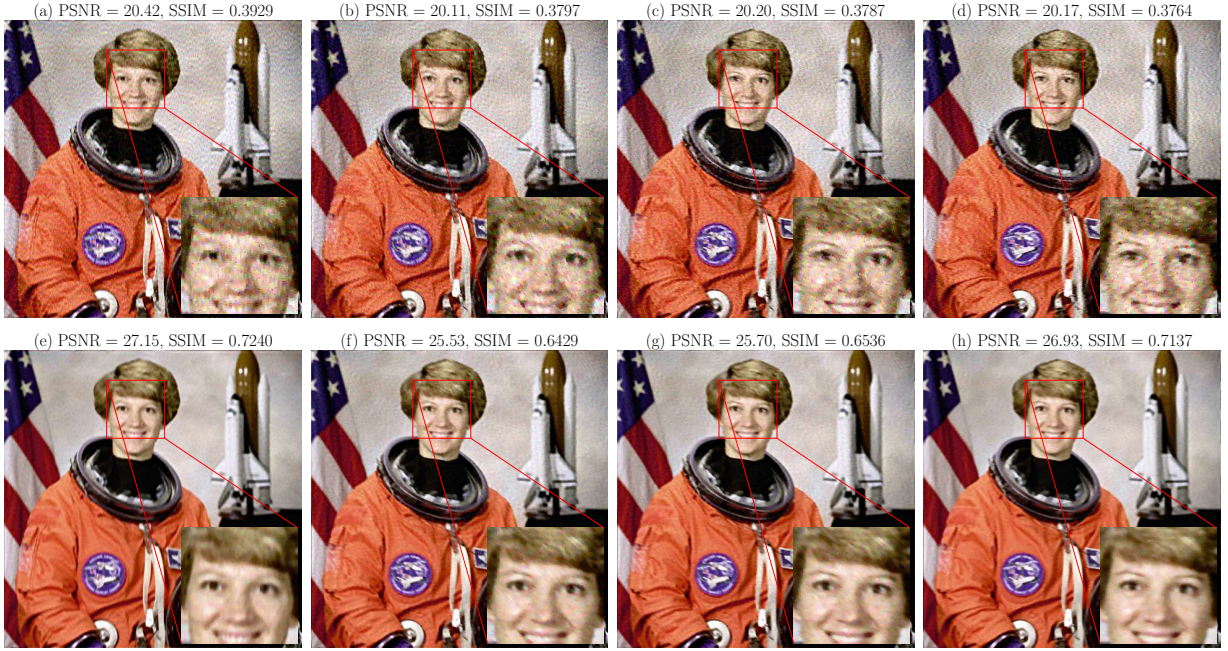 (a) PSNR = 20.42, SSIM = 0.3929
(b) PSNR = 20.11, SSIM = 0.3797
(c) PSNR = 20.20, SSIM = 0.3787
(d) PSNR = 20.17, SSIM = 0.3764
(e) PSNR = 27.15, SSIM = 0.7240
(f) PSNR = 25.53, SSIM = 0.6429
(g) PSNR = 25.70, SSIM = 0.6536
(h) PSNR = 26.93, SSIM = 0.7137